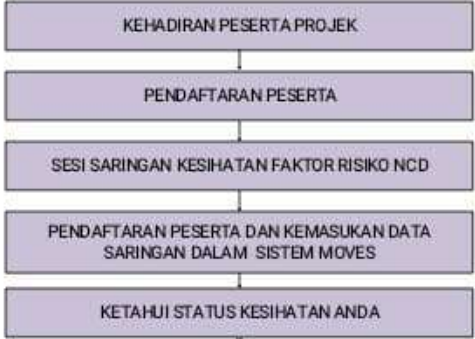 KEHADIRAN PESERTA PROJEK
PENDAFTARAN PESERTA
SESI SARINGAN KESIHATAN FAKTOR RISIKO NCD
PENDAFTARAN PESERTA DAN KEMASUKAN DATA
SARINGAN DALAM SISTEM MOVES
KETAHUI STATUS KESIHATAN ANDA